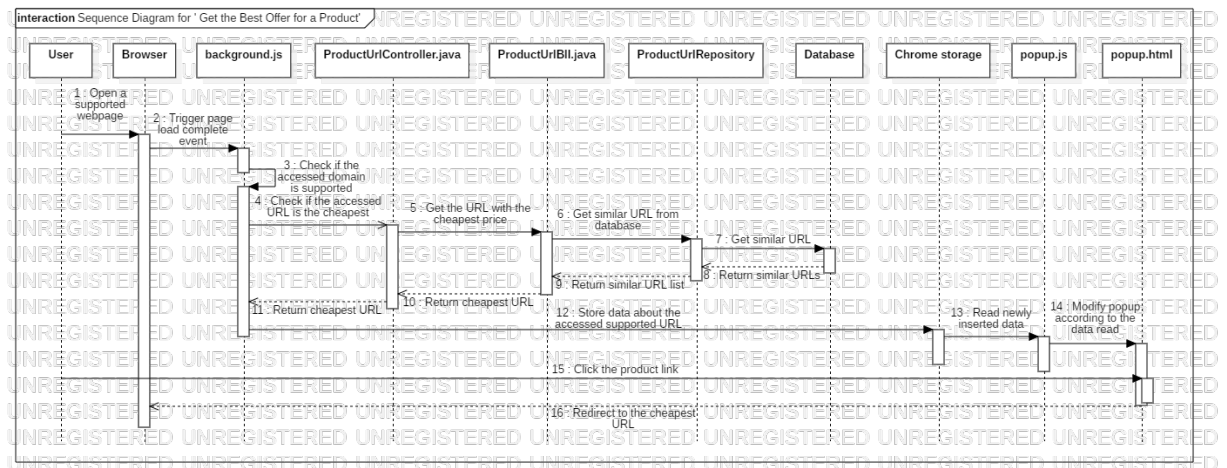 interaction Sequence Diagram for ' Get the Best Offer for a Product'
User
Browser
background.js
ProductUrlController.java
ProductUrlBll.java
ProductUrlRepository
Database
Chrome storage
popup.js
popup.html
1 : Open a
supported
webpage
2 : Trigger page
load complete
event
3 : Check if the
accessed domain
is supported
4 : Check if the accessed
URL is the cheapest
5 : Get the URL with the
cheapest price
6 : Get similar URL from
database
7 : Get similar URL
8 : Return similar URLs
9 : Return similar URL list
10 : Return cheapest URL
11 : Return cheapest URL
12 : Store data about the
accessed supported URL
13 : Read newly
inserted data
14 : Modify popup
according to the
data read
15 : Click the product link
16 : Redirect to the cheapest
URL
UNREGISTERED